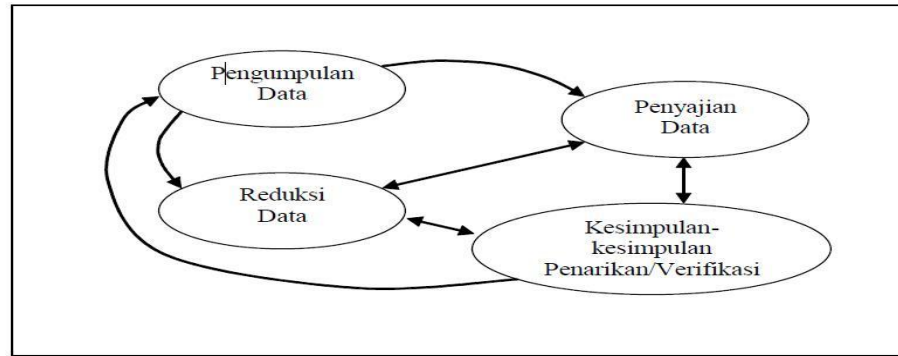 Pengumpulan
Data
Penyajian
Data
Reduksi
Data
Kesimpulan-
kesimpulan
Penarikan/Verifikasi